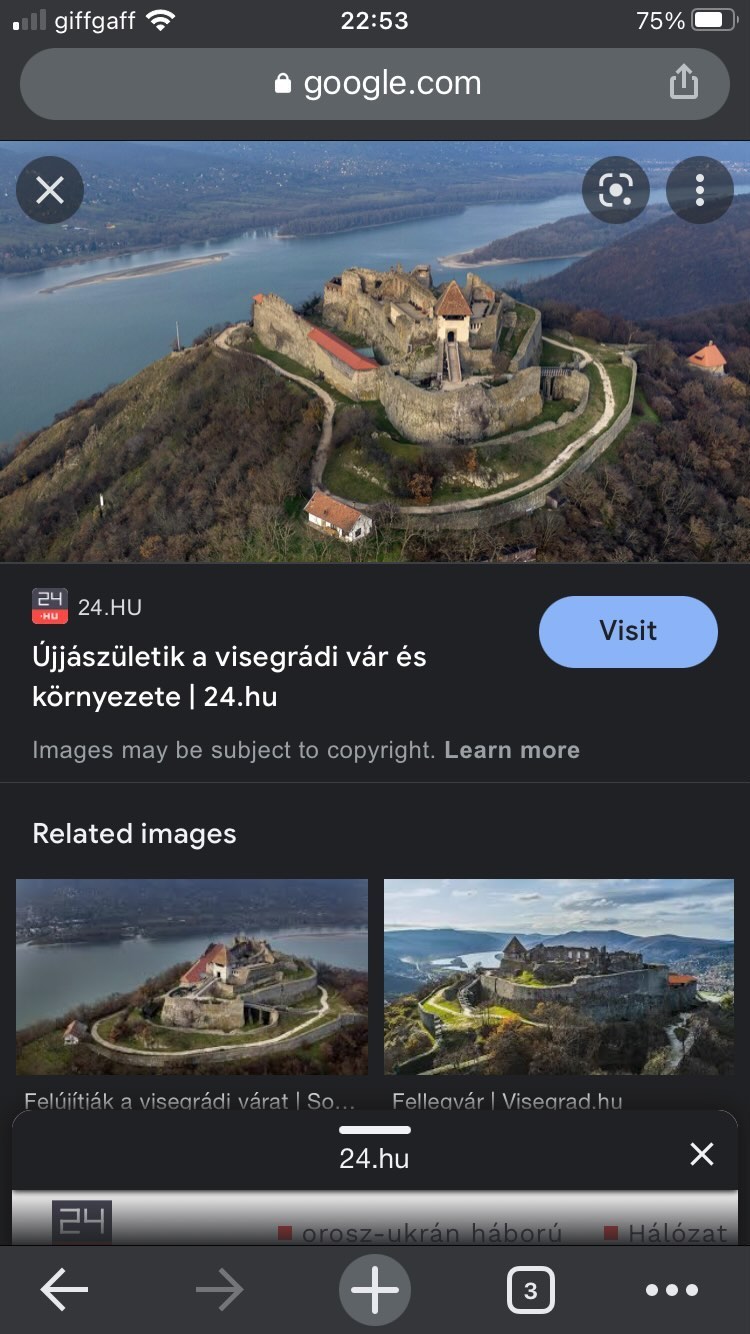 giffgaff 22:53 75%
google.com
24
.HU
24.HU
Visit
Újjászületik a visegrádi vár és
környezete | 24.hu
Images may be subject to copyright. Learn more
Related images
Felújítják a visegrádi várat | So...
Fellegvár | Visegrad.hu
24.hu
24
orosz-ukrán háború
Hálózat
3